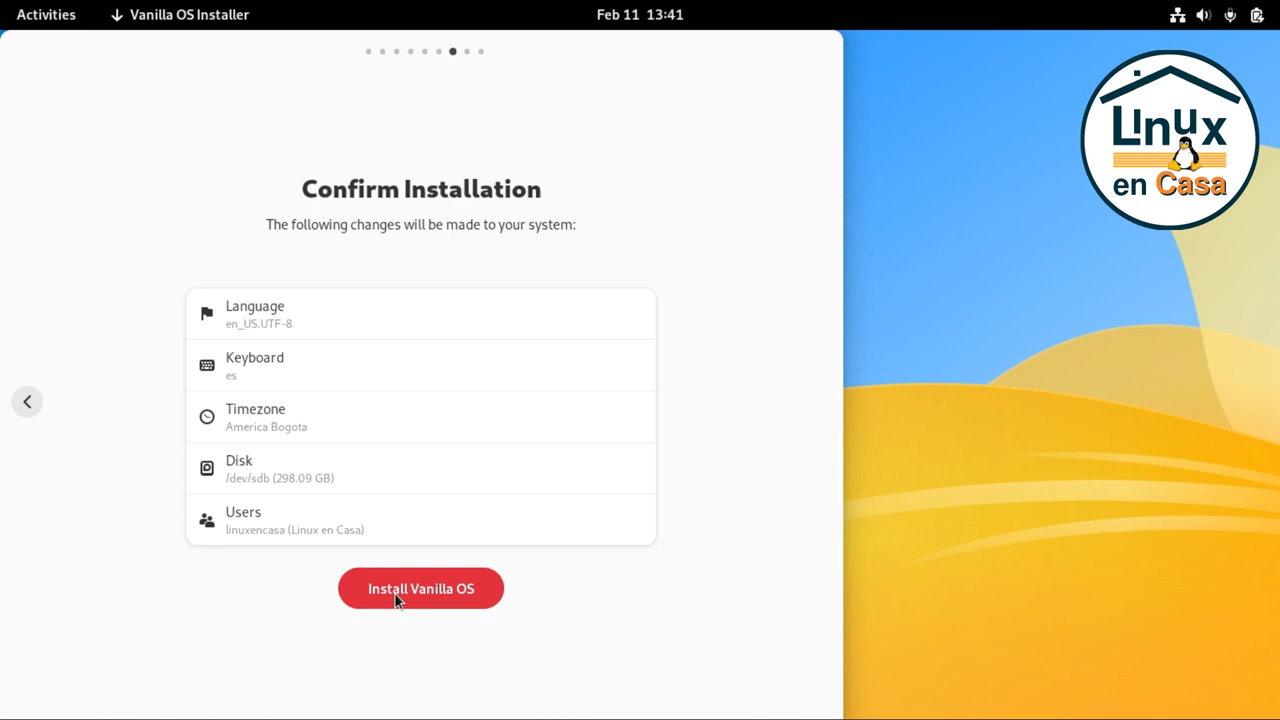 Activities
Vanilla OS Installer
Feb 11 13:41
Linux
en Casa
Confirm Installation
The following changes will be made to your system:
Language
en_US.UTF-8
Keyboard
es
Timezone
America Bogota
Disk
/dev/sdb (298.09 GB)
Users
linuxencasa (Linux en Casa)
Install Vanilla OS